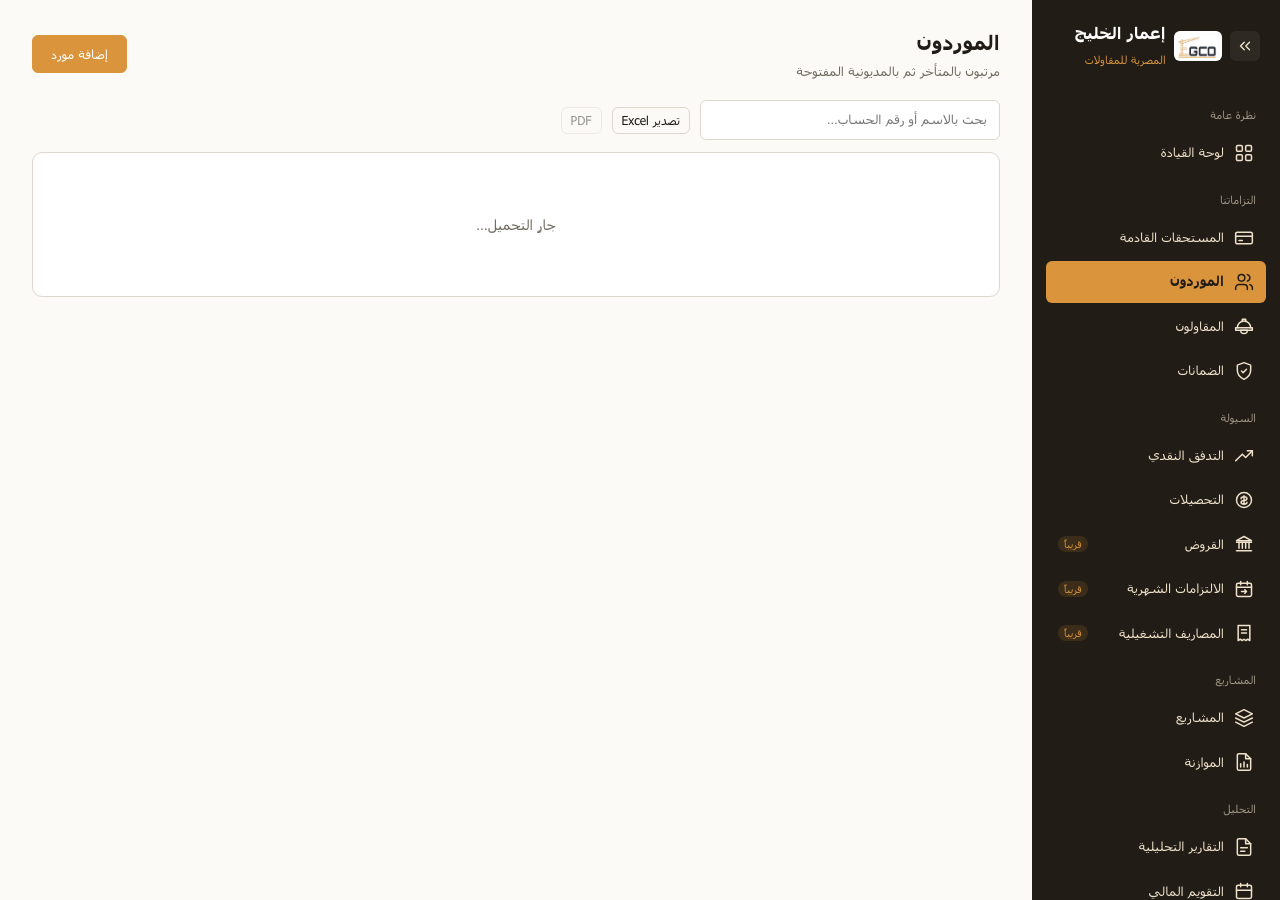 إعمار الخليج
المصرية للمقاولات
GCO
نظرة عامة
لوحة القيادة
التزاماتنا
المستحقات القادمة
الموردون
المقاولون
الضمانات
السيولة
التدفق النقدي
التحصيلات
القروض
قريباً
الالتزامات الشهرية
قريباً
المصاريف التشغيلية
قريباً
المشاريع
المشاريع
الموازنة
التحليل
التقارير التحليلية
التقويم المالي
الموردون
مرتبون بالمتأخر ثم بالمديونية المفتوحة
إضافة مورد
بحث بالاسم أو رقم الحساب...
تصدير Excel
PDF
جارٍ التحميل...